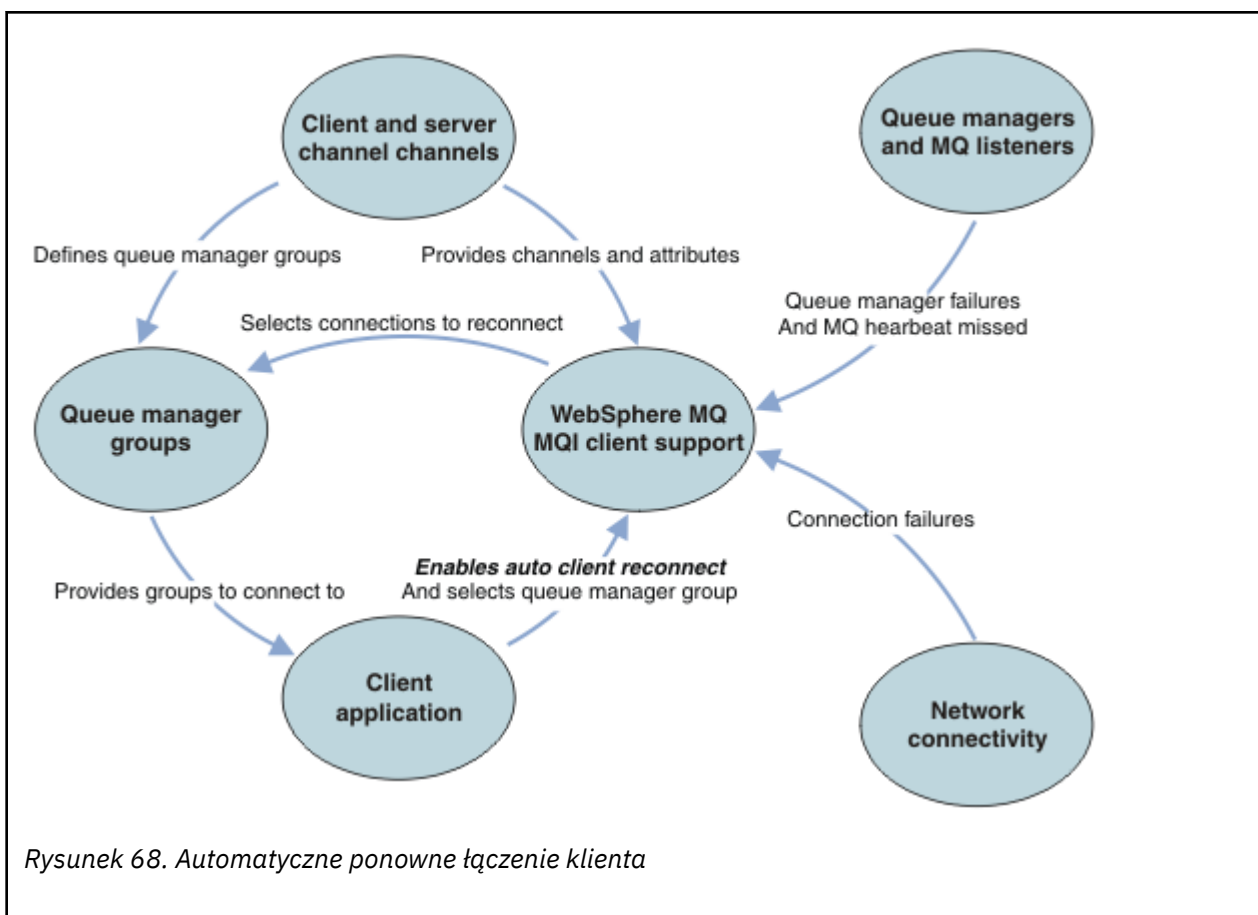 Client and server
channel channels
Queue managers
and MQ listeners
Defines queue manager groups
Provides channels and attributes
Queue manager failures
And MQ hearbeat missed
Selects connections to reconnect
Queue manager
groups
WebSphere MQ
MQI client support
Connection failures
Enables auto client reconnect
And selects queue manager group
Provides groups to connect to
Client
application
Network
connectivity
Rysunek 68. Automatyczne ponowne łączenie klienta